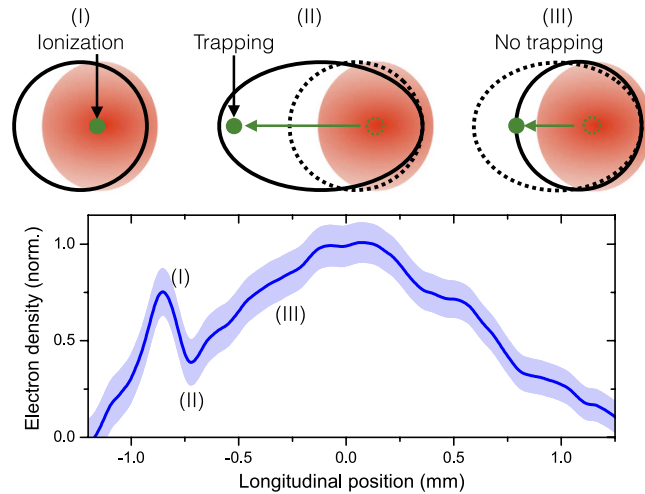 (I) (II) (III)
Ionization Trapping No trapping
Electron density (norm.)
1.0
0.5
0.0
(I)
(II)
(III)
-1.0 -0.5 0.0 0.5 1.0
Longitudinal position (mm)